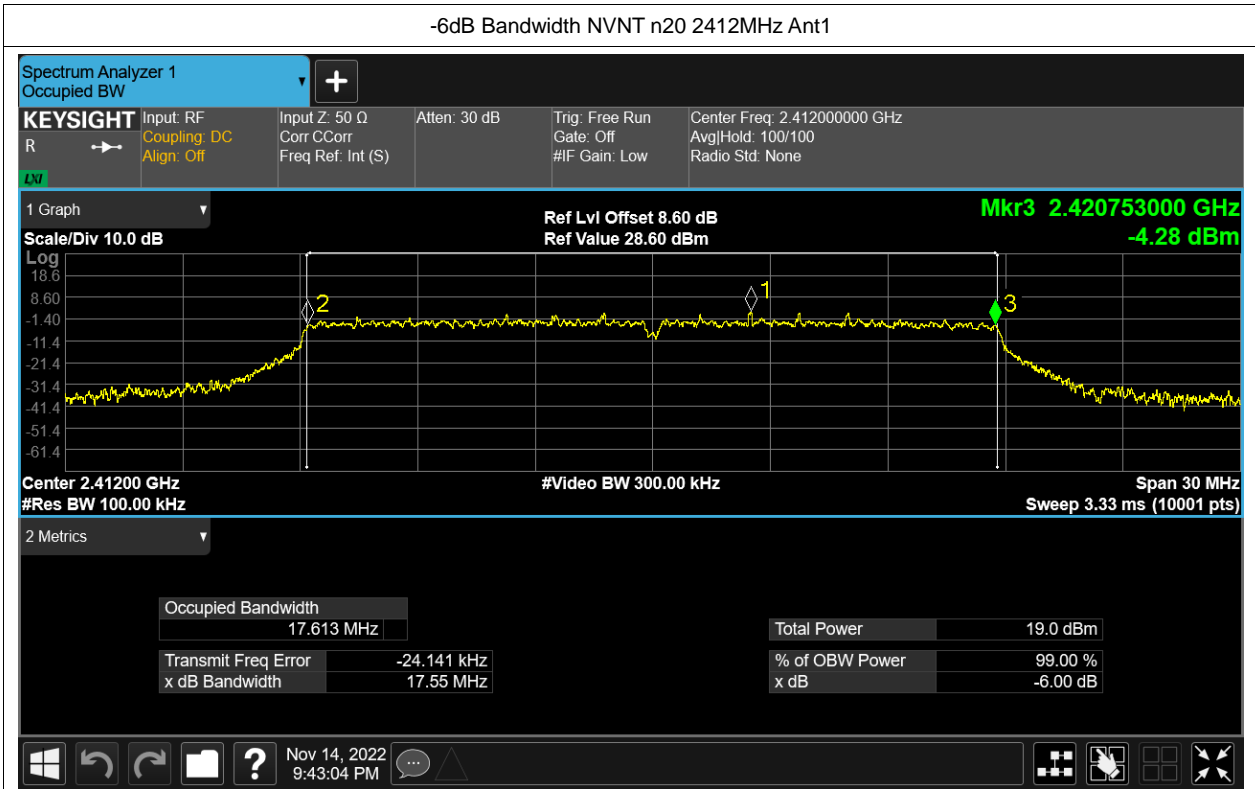 -6dB Bandwidth NVNT n20 2412MHz Ant1
Spectrum Analyzer 1
Occupied BW
KEYSIGHT
R
LXI
Input: RF
Coupling: DC
Align: Off
Input Z: 50 Ω
Corr CCorr
Freq Ref: Int (S)
Atten: 30 dB
Trig: Free Run
Gate: Off
#IF Gain: Low
Center Freq: 2.412000000 GHz
Avg|Hold: 100/100
Radio Std: None
1 Graph
Scale/Div 10.0 dB
Ref Lvl Offset 8.60 dB
Ref Value 28.60 dBm
Mkr3 2.420753000 GHz
-4.28 dBm
Log
18.6
8.60
-1.40
-11.4
-21.4
-31.4
-41.4
-51.4
-61.4
2
1
3
Center 2.41200 GHz
#Res BW 100.00 kHz
#Video BW 300.00 kHz
Span 30 MHz
Sweep 3.33 ms (10001 pts)
2 Metrics
Occupied Bandwidth
17.613 MHz
Transmit Freq Error -24.141 kHz
x dB Bandwidth 17.55 MHz
Total Power 19.0 dBm
% of OBW Power 99.00 %
x dB -6.00 dB
?
Nov 14, 2022
9:43:04 PM